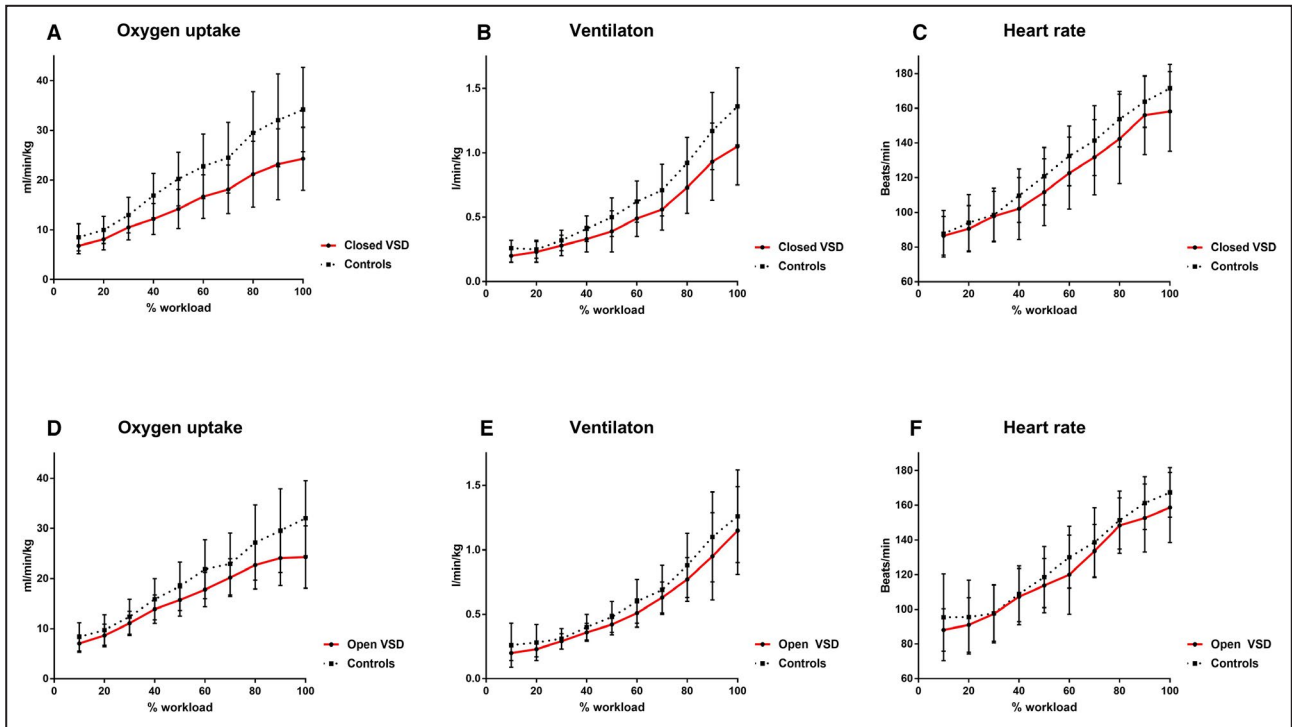 A Oxygen uptake
ml/min/kg
40
30
20
10
0
0 20 40 60 80 100
% workload
Closed VSD
Controls
B Ventilaton
l/min/kg
1.5
1.0
0.5
0.0
0 20 40 60 80 100
% workload
Closed VSD
Controls
C Heart rate
Beats/min
180
160
140
120
100
80
60
0 20 40 60 80 100
% workload
Closed VSD
Controls
D Oxygen uptake
ml/min/kg
40
30
20
10
0
0 20 40 60 80 100
% workload
Open VSD
Controls
E Ventilaton
l/min/kg
1.5
1.0
0.5
0.0
0 20 40 60 80 100
% workload
Open VSD
Controls
F Heart rate
Beats/min
180
160
140
120
100
80
60
0 20 40 60 80 100
% workload
Open VSD
Controls